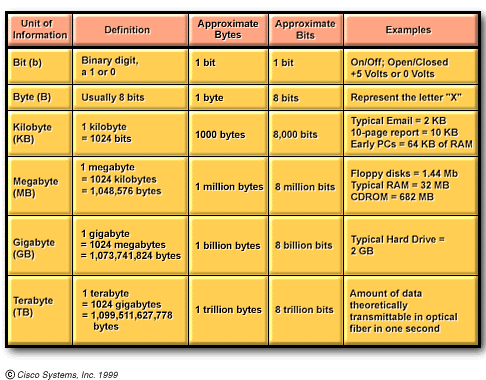 Unit of
Information
Definition
Approximate
Bytes
Approximate
Bits
Examples
Bit (b)
Binary digit,
a 1 or 0
1 bit
1 bit
On/Off; Open/Closed
+5 Volts or 0 Volts
Byte (B)
Usually 8 bits
1 byte
8 bits
Represent the letter "X"
Kilobyte
(KB)
1 kilobyte
= 1024 bits
1000 bytes
8,000 bits
Typical Email = 2 KB
10-page report = 10 KB
Early PCs = 64 KB of RAM
Megabyte
(MB)
1 megabyte
= 1024 kilobytes
= 1,048,576 bytes
1 million bytes
8 million bits
Floppy disks = 1.44 Mb
Typical RAM = 32 MB
CDROM = 682 MB
Gigabyte
(GB)
1 gigabyte
= 1024 megabytes
= 1,073,741,824 bytes
1 billion bytes
8 billion bits
Typical Hard Drive =
2 GB
Terabyte
(TB)
1 terabyte
= 1024 gigabytes
= 1,099,511,627,778
bytes
1 trillion bytes
8 trillion bits
Amount of data
theoretically
transmittable in optical
fiber in one second
© Cisco Systems, Inc. 1999